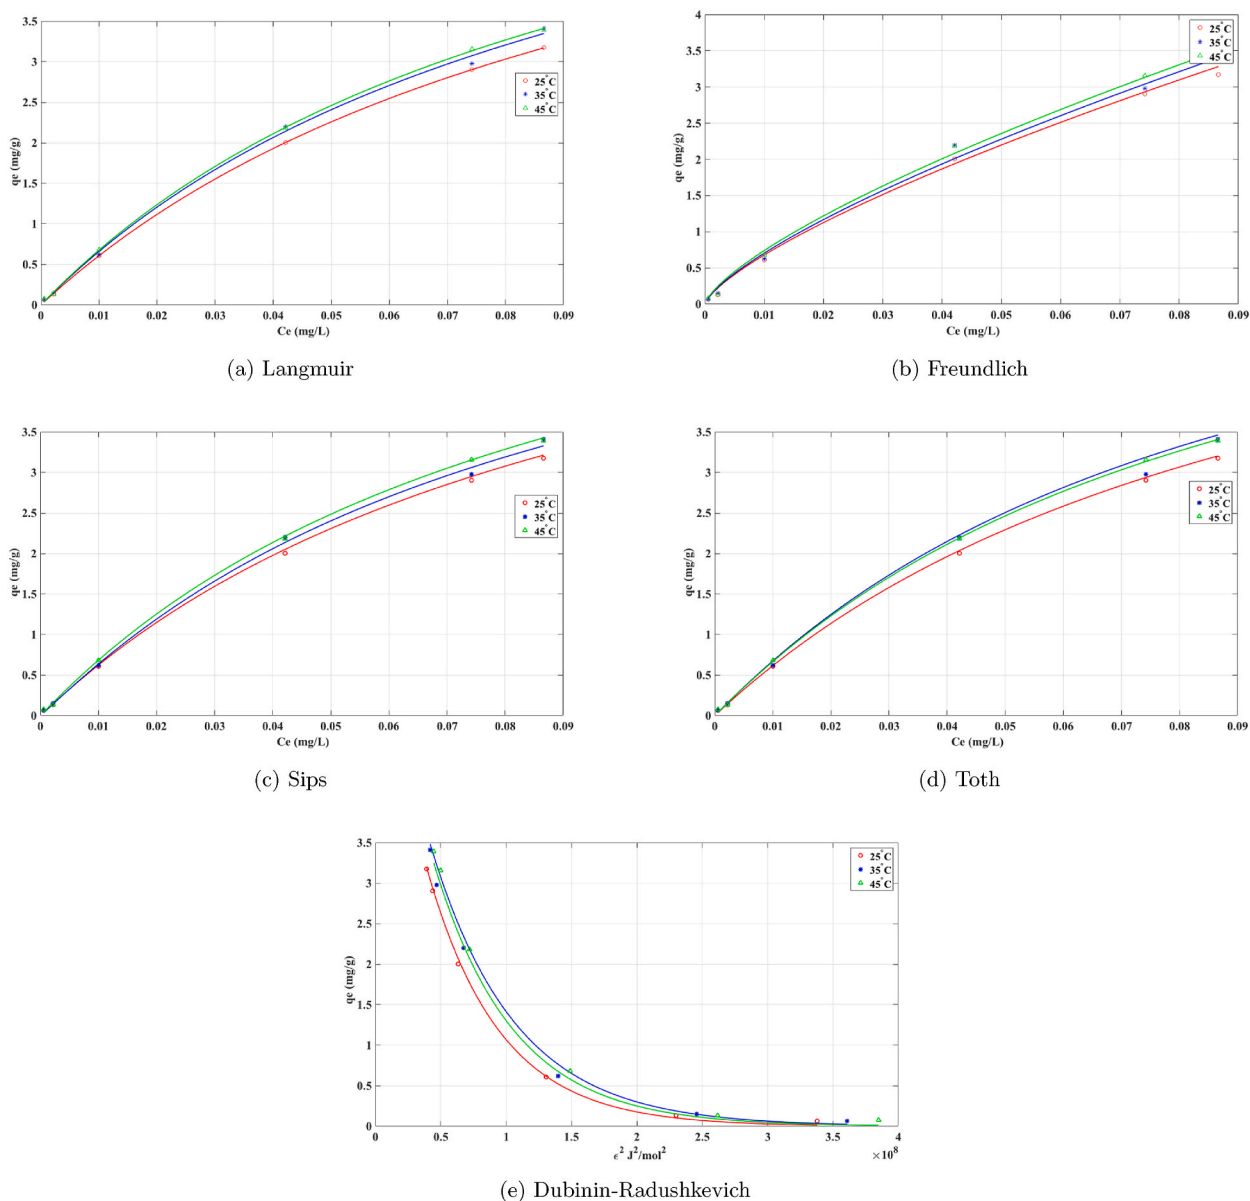 3.5
3
2.5
2
1.5
1
0.5
0
qe (mg/g)
0 0.01 0.02 0.03 0.04 0.05 0.06 0.07 0.08 0.09
Ce (mg/L)
25°C
35°C
45°C
(a) Langmuir
4
3.5
3
2.5
2
1.5
1
0.5
0
qe (mg/g)
0 0.01 0.02 0.03 0.04 0.05 0.06 0.07 0.08 0.09
Ce (mg/L)
25°C
35°C
45°C
(b) Freundlich
3.5
3
2.5
2
1.5
1
0.5
0
qe (mg/g)
0 0.01 0.02 0.03 0.04 0.05 0.06 0.07 0.08 0.09
Ce (mg/L)
25°C
35°C
45°C
(c) Sips
3.5
3
2.5
2
1.5
1
0.5
0
qe (mg/g)
0 0.01 0.02 0.03 0.04 0.05 0.06 0.07 0.08 0.09
Ce (mg/L)
25°C
35°C
45°C
(d) Toth
3.5
3
2.5
2
1.5
1
0.5
0
qe (mg/g)
0 0.5 1 1.5 2 2.5 3 3.5 4
ϵ² J²/mol²
×10⁸
25°C
35°C
45°C
(e) Dubinin-Radushkevich